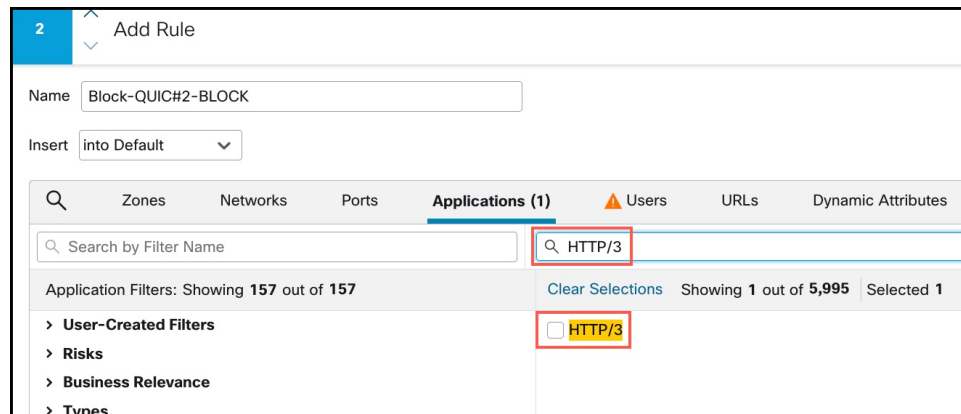 2 Add Rule
Name Block-QUIC#2-BLOCK
Insert into Default
Zones Networks Ports Applications (1) Users URLs Dynamic Attributes
Search by Filter Name HTTP/3
Application Filters: Showing 157 out of 157 Clear Selections Showing 1 out of 5,995 Selected 1
User-Created Filters HTTP/3
Risks
Business Relevance
Types